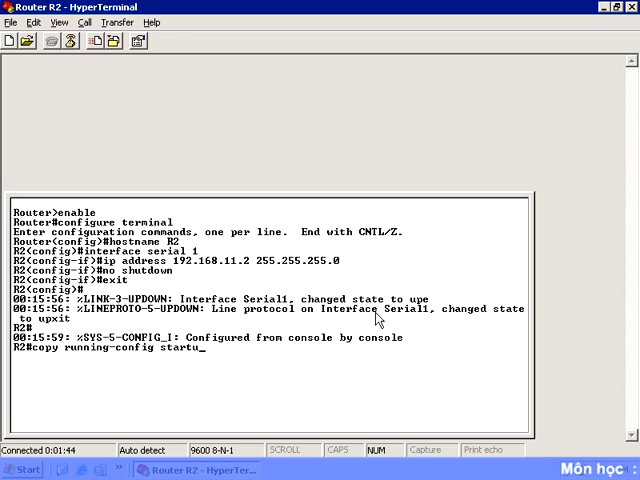 Router R2 - HyperTerminal
File Edit View Call Transfer Help
Router>enable
Router#configure terminal
Enter configuration commands, one per line.  End with CNTL/Z.
Router(config)#hostname R2
R2(config)#interface serial 1
R2(config-if)#ip address 192.168.11.2 255.255.255.0
R2(config-if)#no shutdown
R2(config-if)#exit
R2(config)#
00:15:56: %LINK-3-UPDOWN: Interface Serial1, changed state to upe
00:15:56: %LINEPROTO-5-UPDOWN: Line protocol on Interface Serial1, changed state
to upxit
R2#
00:15:59: %SYS-5-CONFIG_I: Configured from console by console
R2#copy running-config startu_
Connected 0:01:44 Auto detect 9600 8-N-1 SCROLL CAPS NUM Capture Print echo
Start » Router R2 - HyperTer... Môn học :